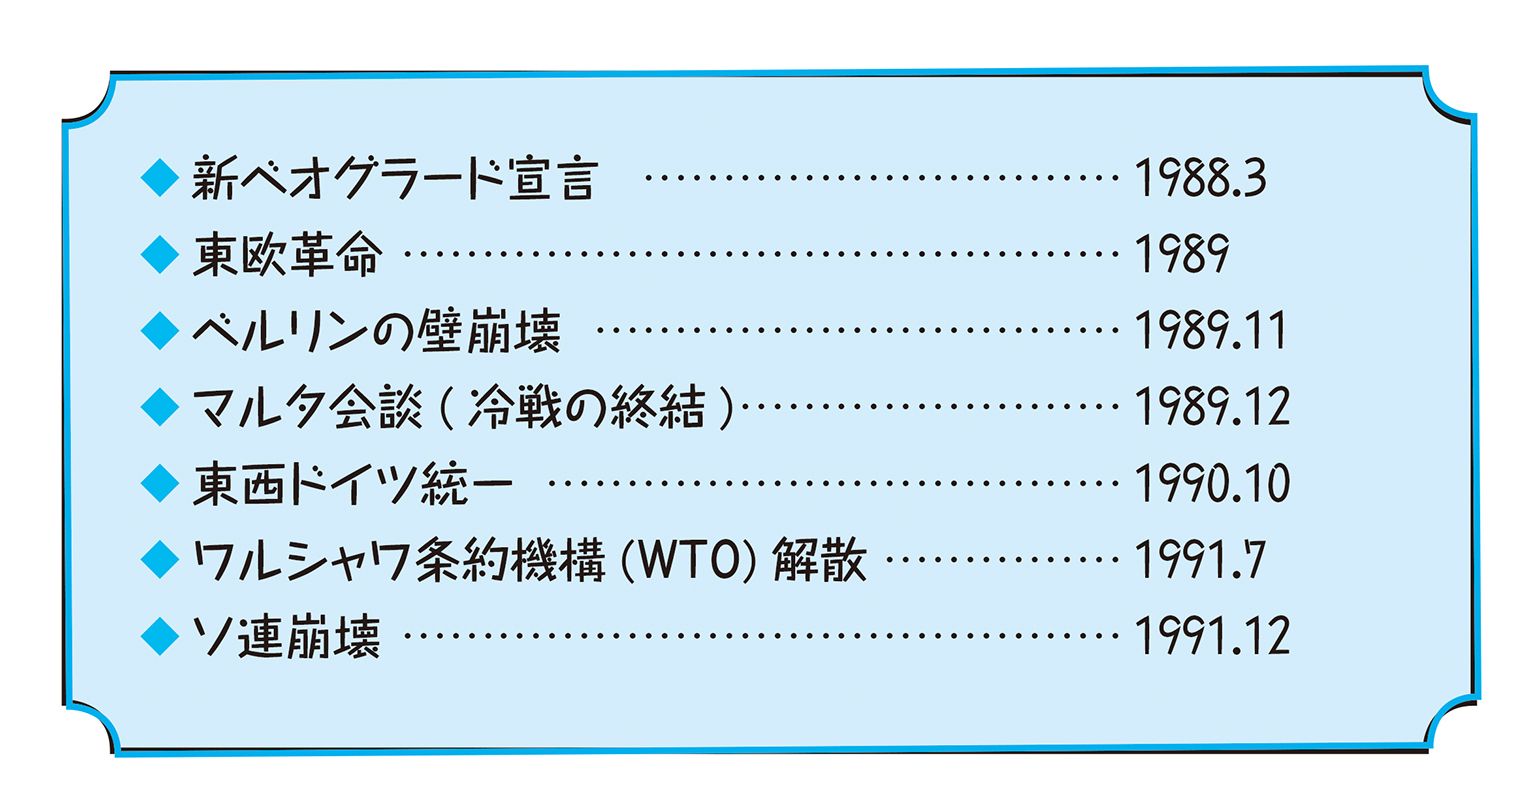 ◆新ベオグラード宣言 …………………………… 1988.3
◆東欧革命 …………………………………………… 1989
◆ベルリンの壁崩壊 ……………………………… 1989.11
◆マルタ会談(冷戦の終結)……………………… 1989.12
◆東西ドイツ統一 ………………………………… 1990.10
◆ワルシャワ条約機構(WTO)解散 …………… 1991.7
◆ソ連崩壊 …………………………………………… 1991.12